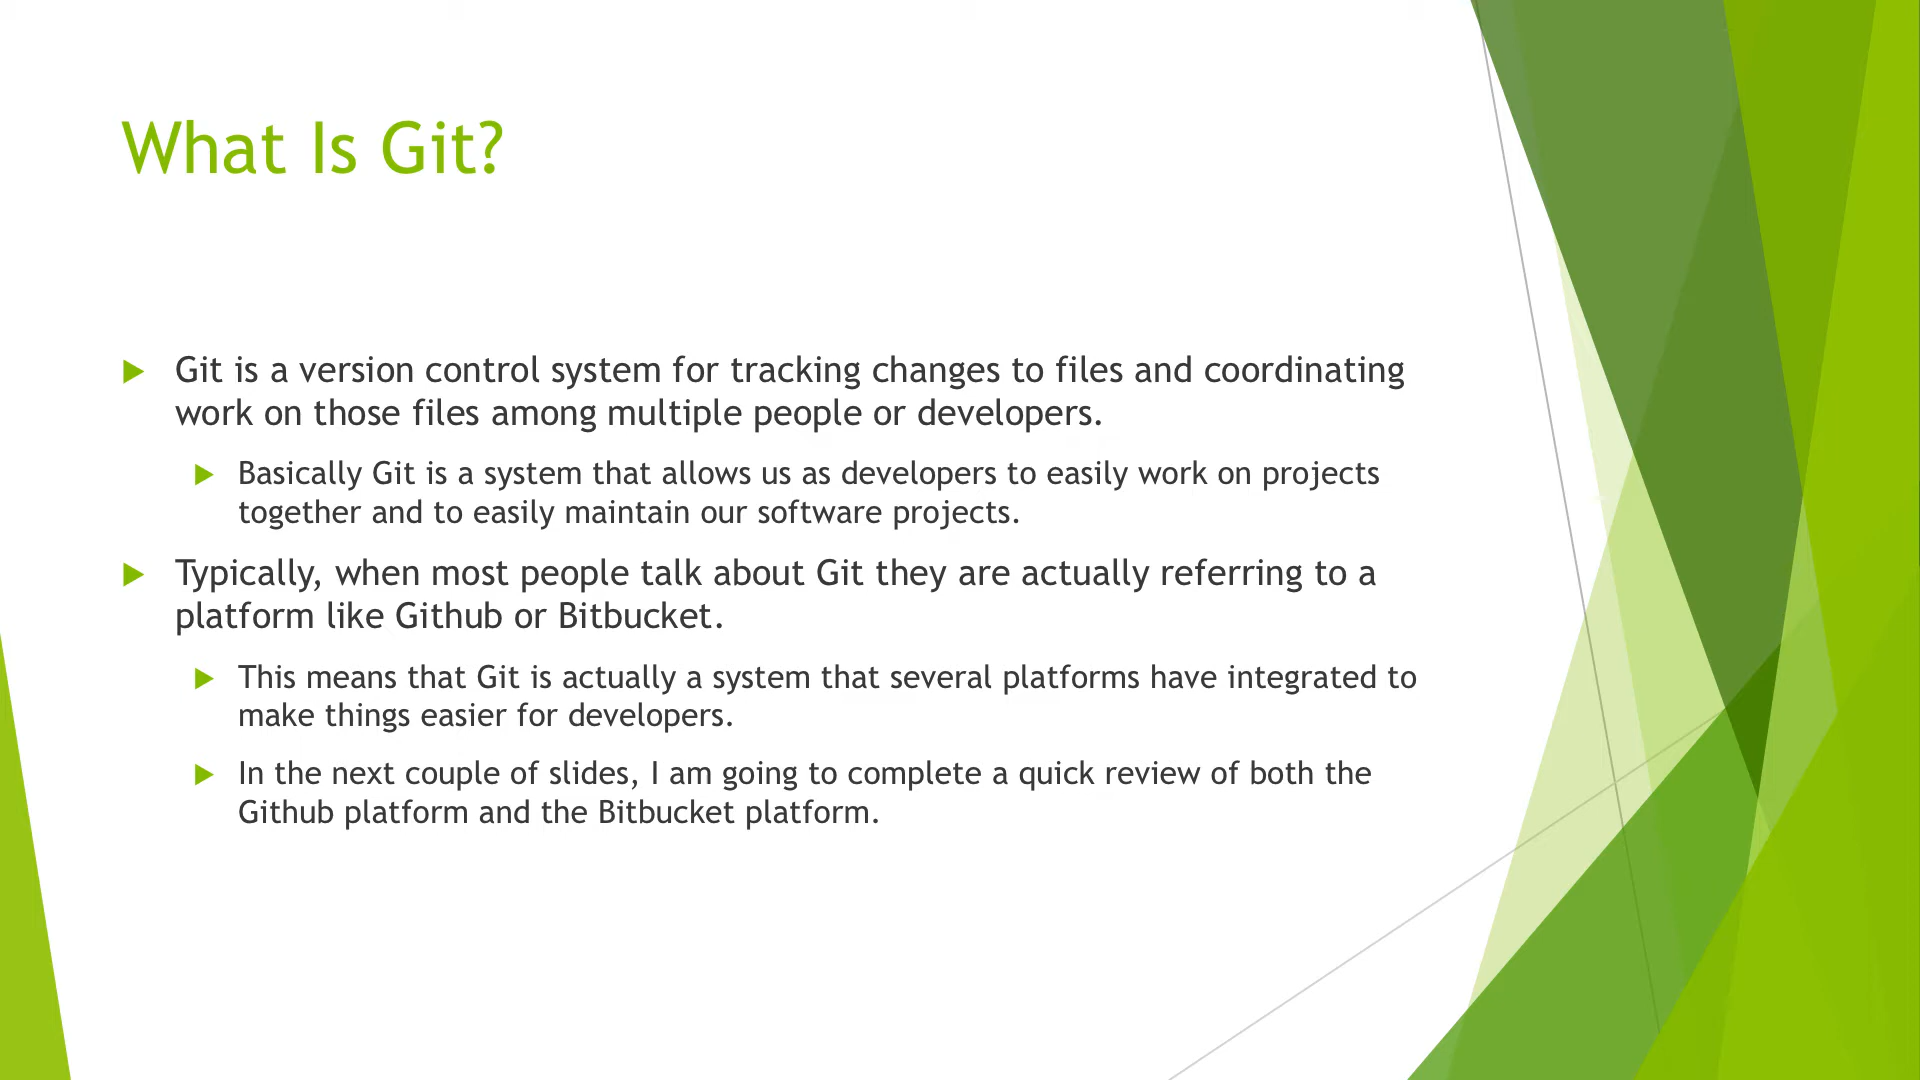 What Is Git?
Git is a version control system for tracking changes to files and coordinating
work on those files among multiple people or developers.
Basically Git is a system that allows us as developers to easily work on projects
together and to easily maintain our software projects.
Typically, when most people talk about Git they are actually referring to a
platform like Github or Bitbucket.
This means that Git is actually a system that several platforms have integrated to
make things easier for developers.
In the next couple of slides, I am going to complete a quick review of both the
Github platform and the Bitbucket platform.